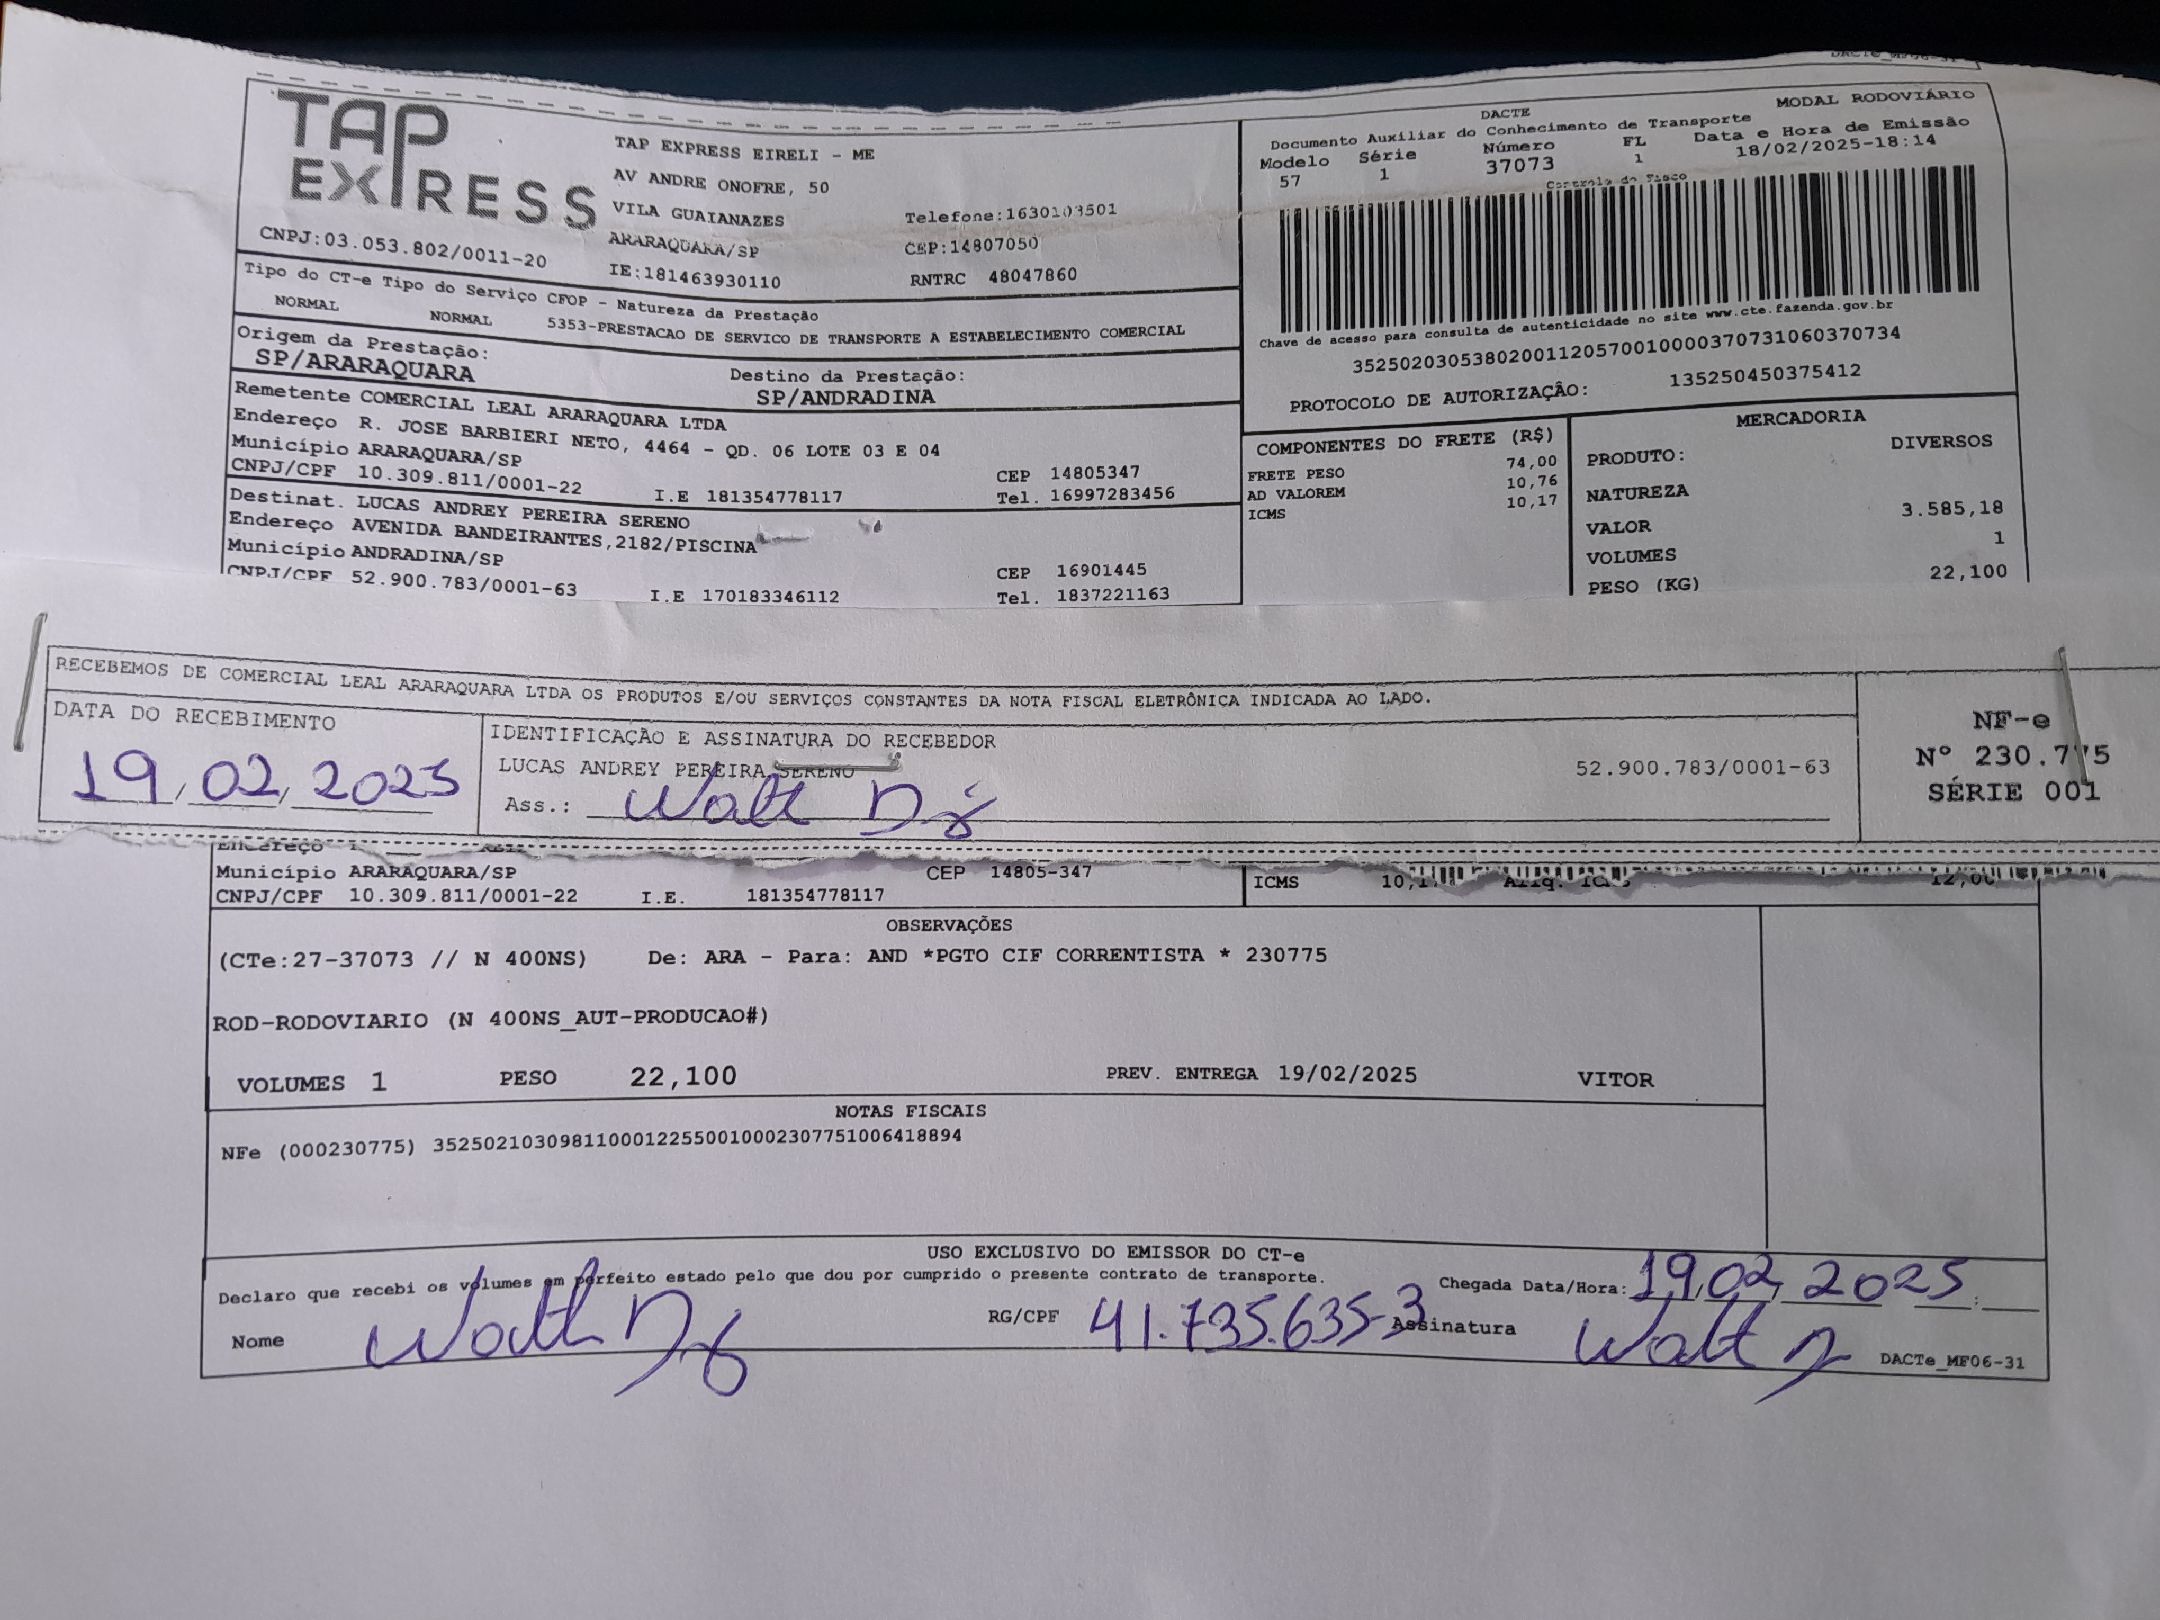 DACTe_MF06-31
TAP
EXPRESS
TAP EXPRESS EIRELI - ME
AV ANDRE ONOFRE, 50
VILA GUAIANAZES
Telefone:1630103501
ARARAQUARA/SP
CEP:14807050
CNPJ:03.053.802/0011-20
IE:181463930110
RNTRC 48047860
DACTE
MODAL RODOVIÁRIO
Documento Auxiliar do Conhecimento de Transporte
Modelo Série Número FL Data e Hora de Emissão
57 1 37073 1 18/02/2025-18:14
Controle do Fisco
Chave de acesso para consulta de autenticidade no site www.cte.fazenda.gov.br
35250203053802001120570010000370731060370734
PROTOCOLO DE AUTORIZAÇÃO: 135250450375412
Tipo do CT-e Tipo do Serviço CFOP - Natureza da Prestação
NORMAL NORMAL 5353-PRESTACAO DE SERVICO DE TRANSPORTE A ESTABELECIMENTO COMERCIAL
Origem da Prestação:
SP/ARARAQUARA
Destino da Prestação:
SP/ANDRADINA
Remetente COMERCIAL LEAL ARARAQUARA LTDA
Endereço R. JOSE BARBIERI NETO, 4464 - QD. 06 LOTE 03 E 04
Município ARARAQUARA/SP CEP 14805347
CNPJ/CPF 10.309.811/0001-22 I.E 181354778117 Tel. 16997283456
Destinat. LUCAS ANDREY PEREIRA SERENO
Endereço AVENIDA BANDEIRANTES,2182/PISCINA
Município ANDRADINA/SP CEP 16901445
CNPJ/CPF 52.900.783/0001-63 I.E 170183346112 Tel. 1837221163
COMPONENTES DO FRETE (R$)
FRETE PESO 74,00
AD VALOREM 10,76
ICMS 10,17
MERCADORIA
PRODUTO: DIVERSOS
NATUREZA
VALOR 3.585,18
VOLUMES 1
PESO (KG) 22,100
RECEBEMOS DE COMERCIAL LEAL ARARAQUARA LTDA OS PRODUTOS E/OU SERVIÇOS CONSTANTES DA NOTA FISCAL ELETRÔNICA INDICADA AO LADO.
DATA DO RECEBIMENTO
19,02,2025
IDENTIFICAÇÃO E ASSINATURA DO RECEBEDOR
LUCAS ANDREY PEREIRA SERENO 52.900.783/0001-63
Ass.: Walt
NF-e
Nº 230.775
SÉRIE 001
Endereço
Município ARARAQUARA/SP CEP 14805-347
CNPJ/CPF 10.309.811/0001-22 I.E. 181354778117
ICMS Aliq. ICMS 12,00
OBSERVAÇÕES
(CTe:27-37073 // N 400NS) De: ARA - Para: AND *PGTO CIF CORRENTISTA * 230775
ROD-RODOVIARIO (N 400NS_AUT-PRODUCAO#)
VOLUMES 1 PESO 22,100 PREV. ENTREGA 19/02/2025 VITOR
NOTAS FISCAIS
NFe (000230775) 35250210309811000122550010002307751006418894
USO EXCLUSIVO DO EMISSOR DO CT-e
Declaro que recebi os volumes em perfeito estado pelo que dou por cumprido o presente contrato de transporte.
Chegada Data/Hora: 19,02,2025 :
Nome Walt RG/CPF 41.735.635-3 Assinatura Walt
DACTe_MF06-31